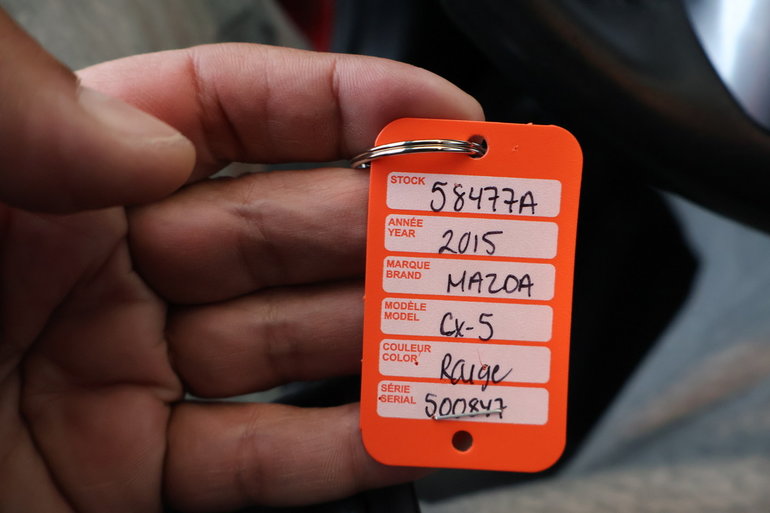 STOCK 58477A
ANNÉE
YEAR 2015
MARQUE
BRAND MAZDA
MODÈLE
MODEL CX-5
COULEUR
COLOR Rouge
SÉRIE
SERIAL 500847